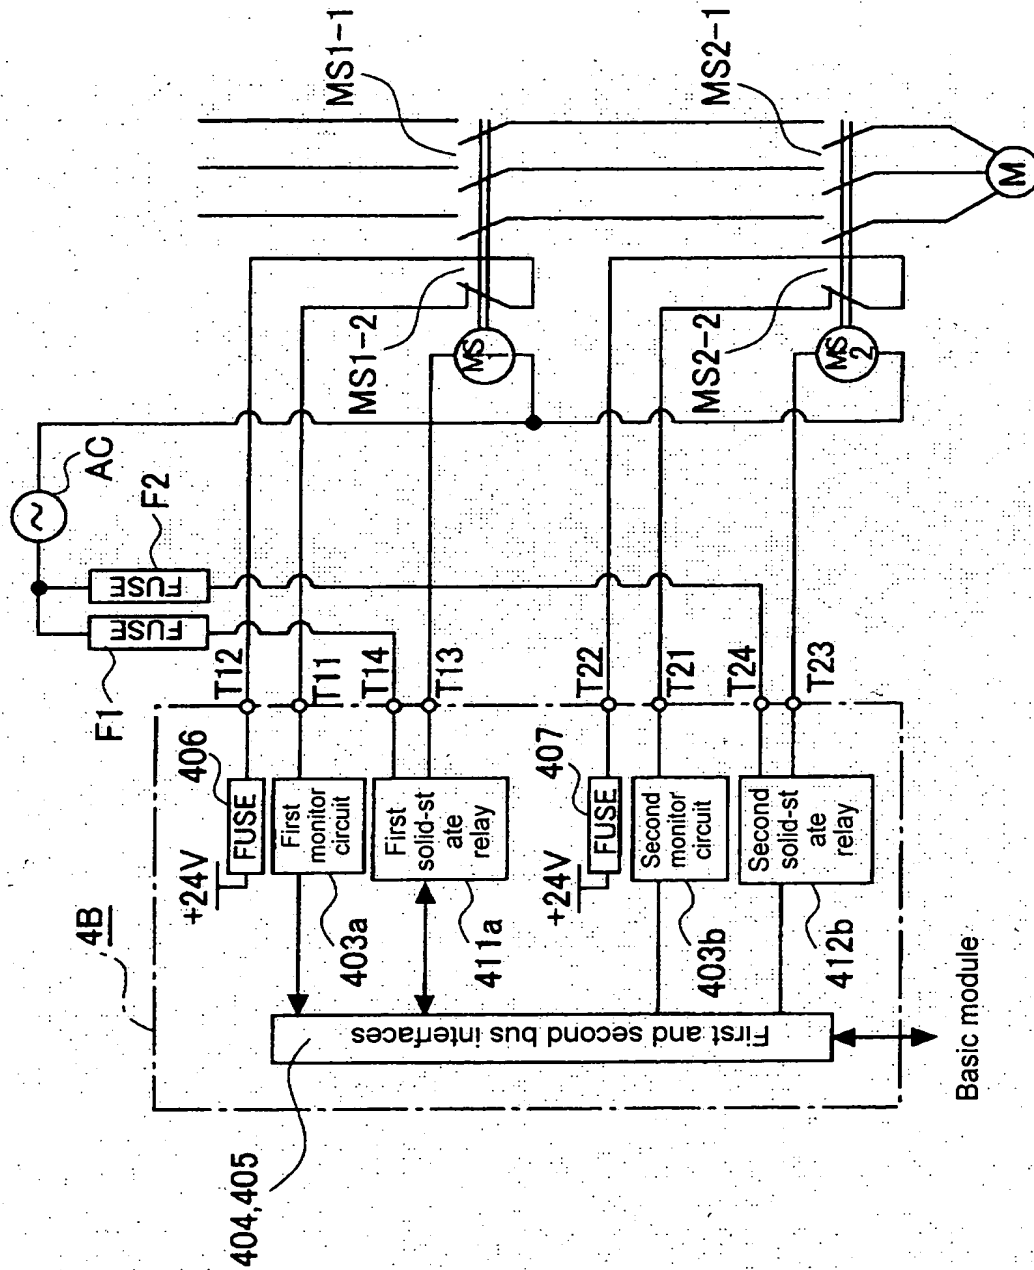 4B
404,405
First and second bus interfaces
Basic module
+24V
FUSE
406
First
monitor
circuit
403a
First
solid-st
ate
relay
411a
+24V
FUSE
407
Second
monitor
circuit
403b
Second
solid-st
ate
relay
412b
T12
T11
T14
T13
T22
T21
T24
T23
F1
FUSE
F2
FUSE
AC
MS1-1
MS1-2
MS
1
MS2-1
MS2-2
MS
2
M